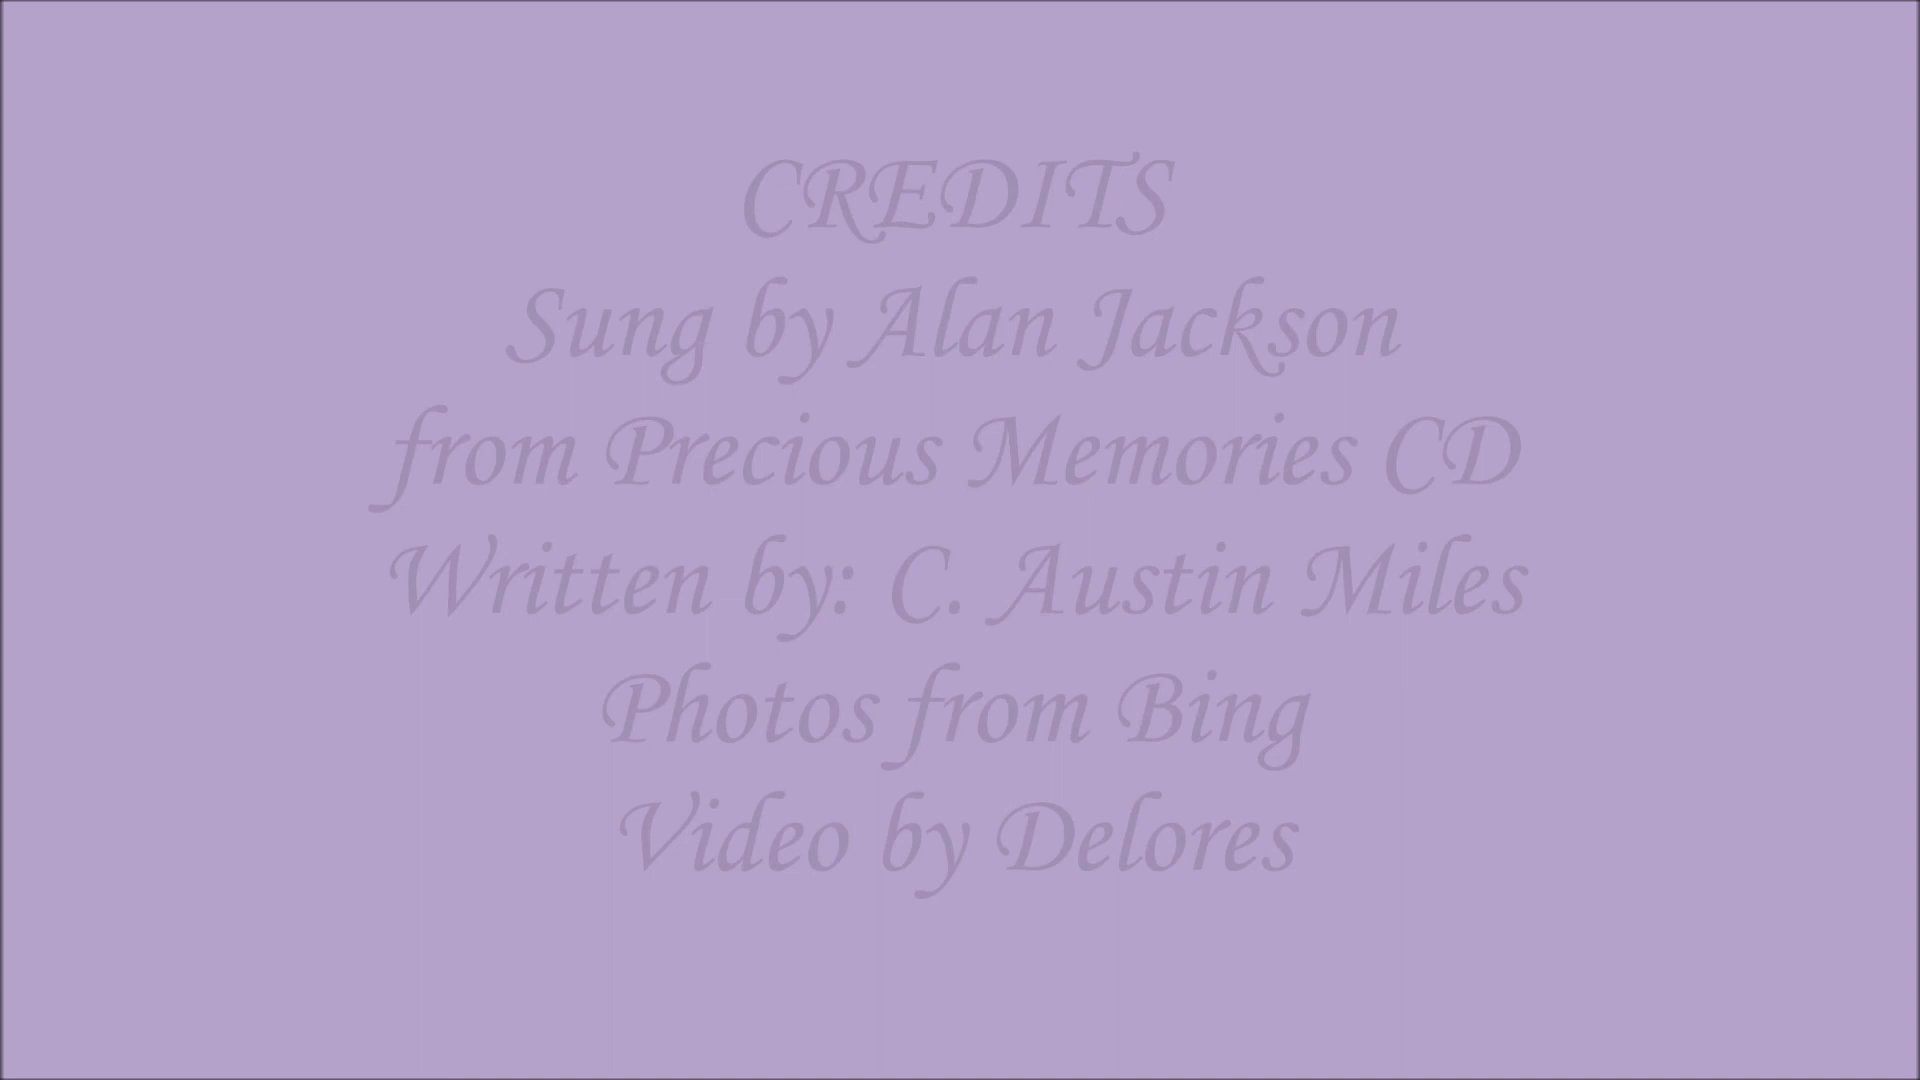 CREDITS
Sung by Alan Jackson
from Precious Memories CD
Written by: C. Austin Miles
Photos from Bing
Video by Delores